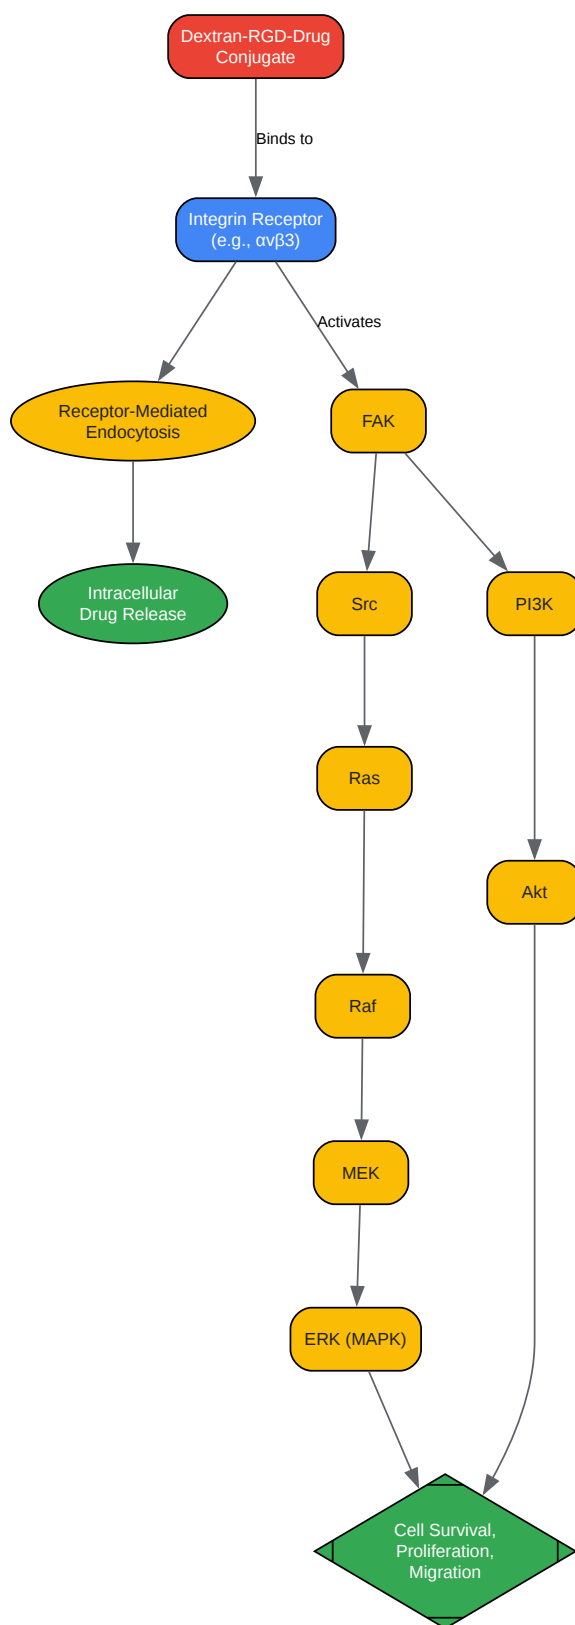 Dextran-RGD-Drug
Conjugate
Binds to
Integrin Receptor
(e.g., αvβ3)
Activates
Receptor-Mediated
Endocytosis
FAK
Intracellular
Drug Release
Src
PI3K
Ras
Akt
Raf
MEK
ERK (MAPK)
Cell Survival,
Proliferation,
Migration